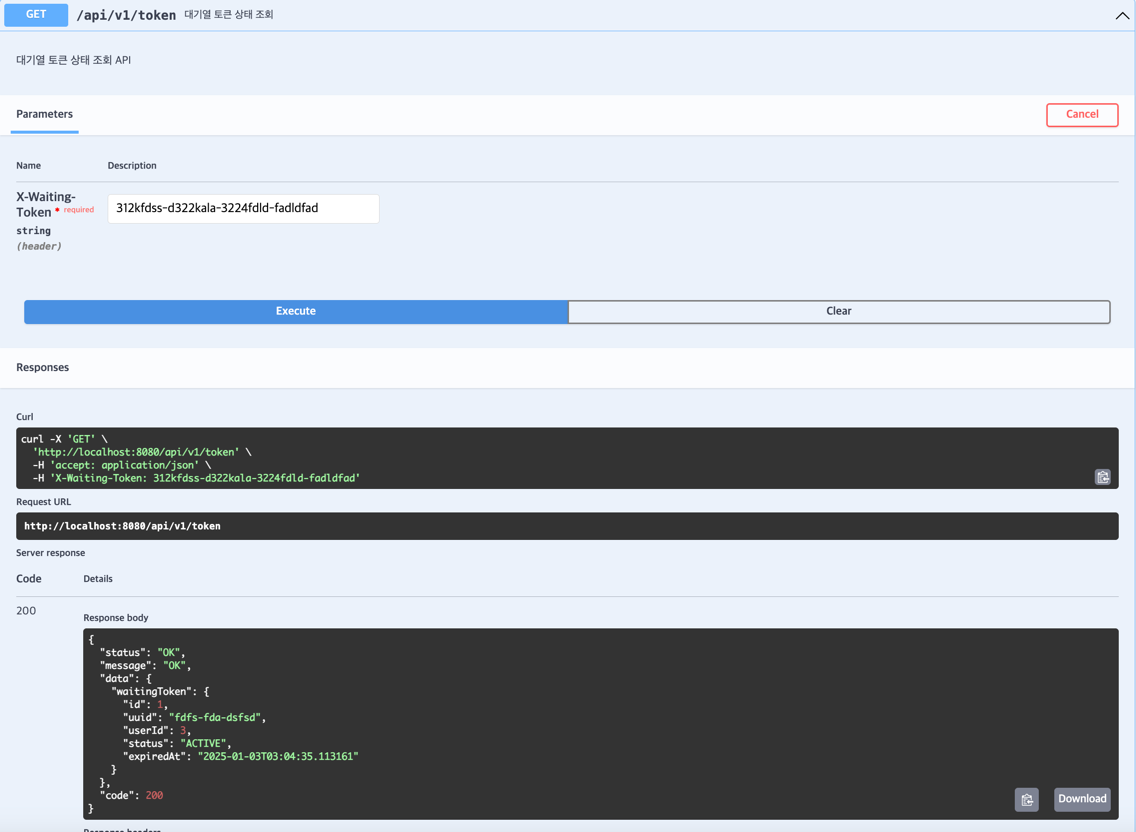 GET /api/v1/token 대기열 토큰 상태 조회
대기열 토큰 상태 조회 API
Parameters
Cancel
Name Description
X-Waiting-
Token * required
string
(header)
312kfdss-d322kala-3224fdld-fadldfad
Execute Clear
Responses
Curl
curl -X 'GET' \
'http://localhost:8080/api/v1/token' \
-H 'accept: application/json' \
-H 'X-Waiting-Token: 312kfdss-d322kala-3224fdld-fadldfad'
Request URL
http://localhost:8080/api/v1/token
Server response
Code Details
200
Response body
{
"status": "OK",
"message": "OK",
"data": {
"waitingToken": {
"id": 1,
"uuid": "fdfs-fda-dsfsd",
"userId": 3,
"status": "ACTIVE",
"expiredAt": "2025-01-03T03:04:35.113161"
}
},
"code": 200
}
Download
Response headers